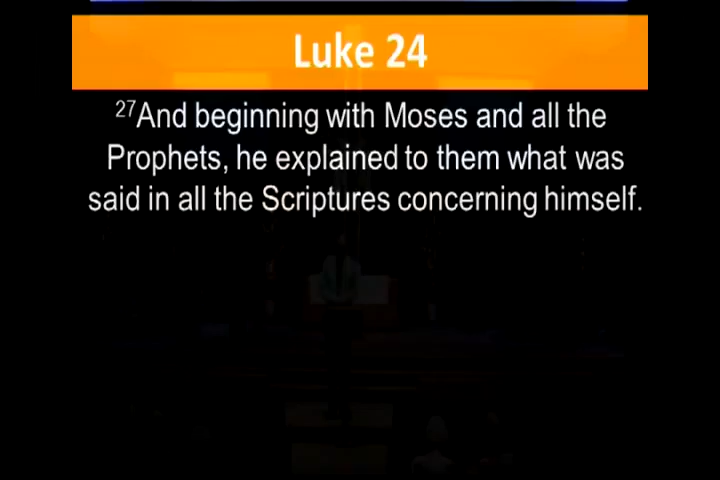 Luke 24
27And beginning with Moses and all the
Prophets, he explained to them what was
said in all the Scriptures concerning himself.